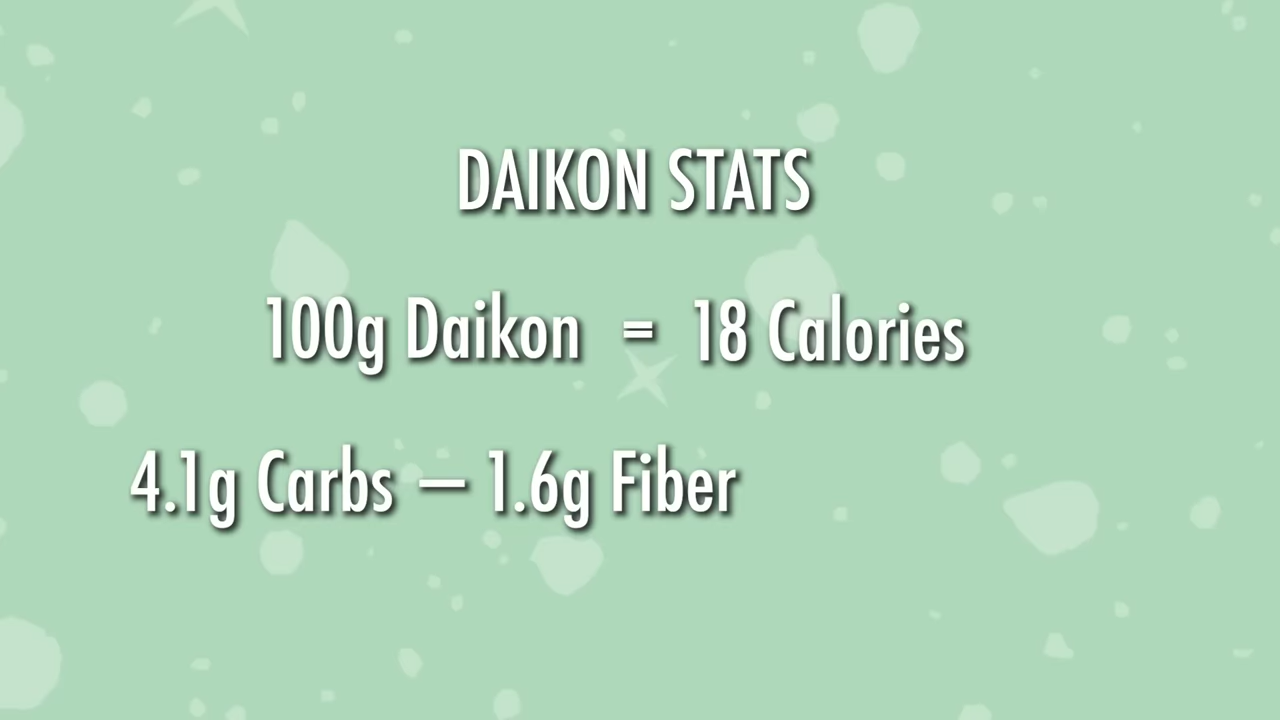 DAIKON STATS
100g Daikon = 18 Calories
4.1g Carbs – 1.6g Fiber